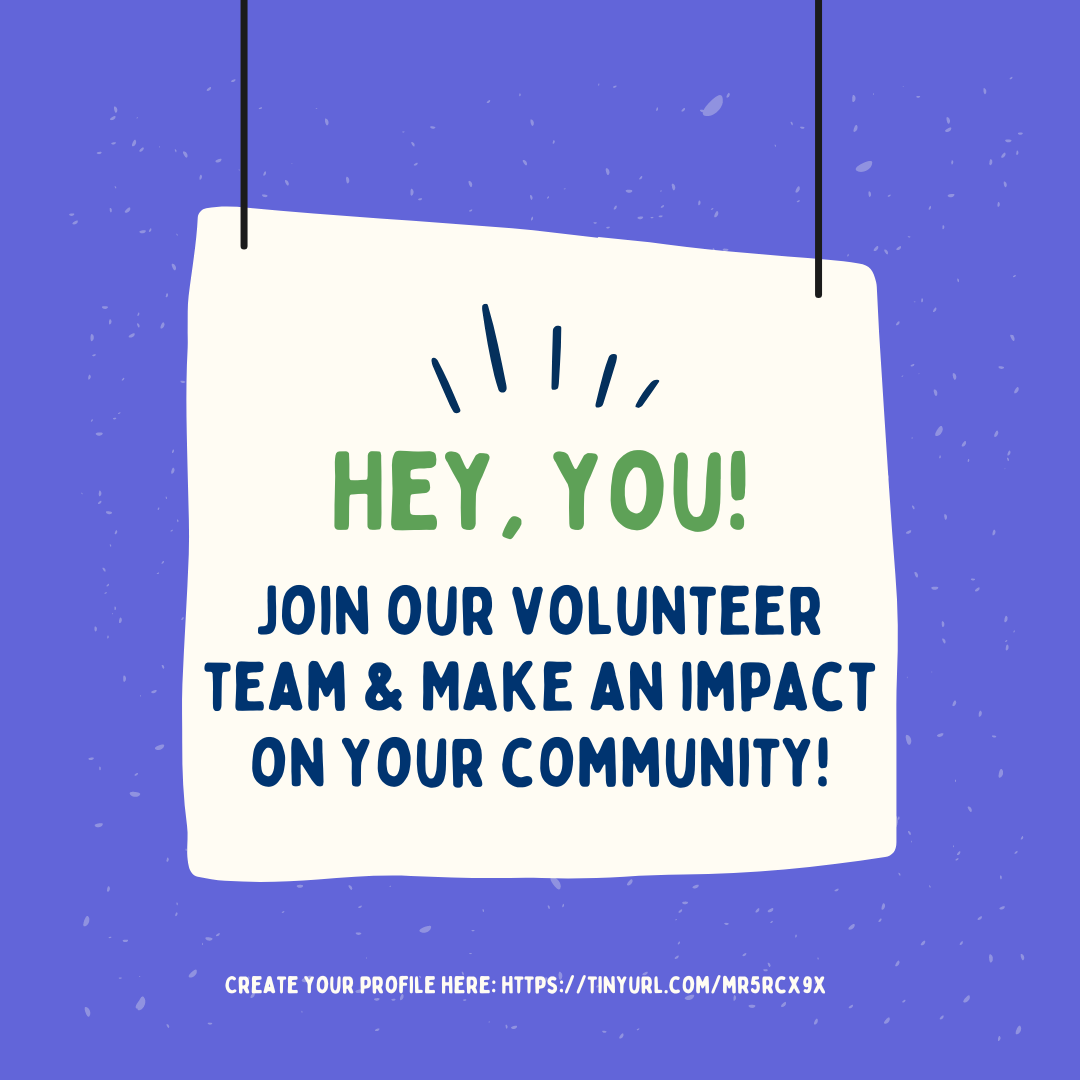 HEY, YOU!
JOIN OUR VOLUNTEER
TEAM & MAKE AN IMPACT
ON YOUR COMMUNITY!
CREATE YOUR PROFILE HERE: HTTPS://TINYURL.COM/MR5RCX9X